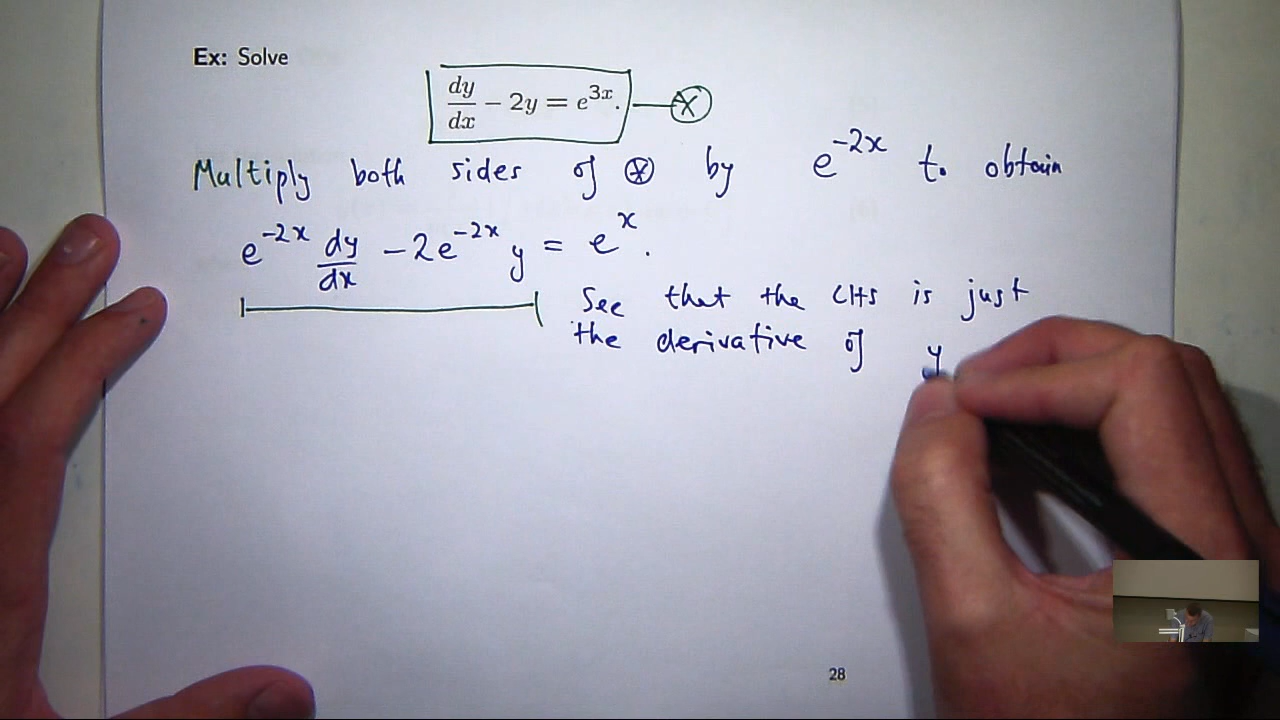 Ex: Solve
dy/dx − 2y = e^{3x}. — ⊛
Multiply both sides of ⊛ by e^{-2x} to obtain
e^{-2x} dy/dx − 2e^{-2x} y = e^x.
See that the LHS is just
the derivative of y
28